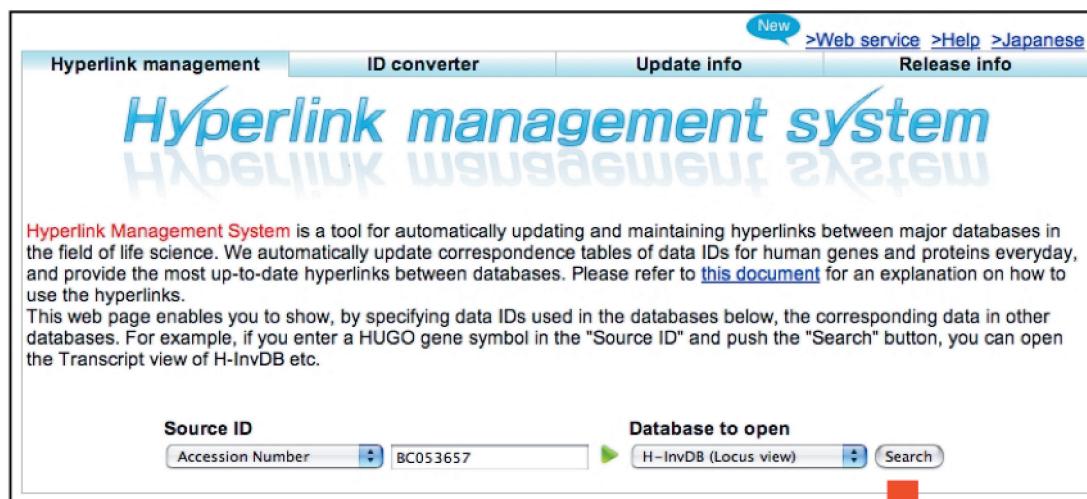 New
>Web service >Help >Japanese
Hyperlink management ID converter Update info Release info
Hyperlink management system
Hyperlink Management System is a tool for automatically updating and maintaining hyperlinks between major databases in
the field of life science. We automatically update correspondence tables of data IDs for human genes and proteins everyday,
and provide the most up-to-date hyperlinks between databases. Please refer to this document for an explanation on how to
use the hyperlinks.
This web page enables you to show, by specifying data IDs used in the databases below, the corresponding data in other
databases. For example, if you enter a HUGO gene symbol in the "Source ID" and push the "Search" button, you can open
the Transcript view of H-InvDB etc.
Source ID Database to open
Accession Number BC053657 H-InvDB (Locus view) Search